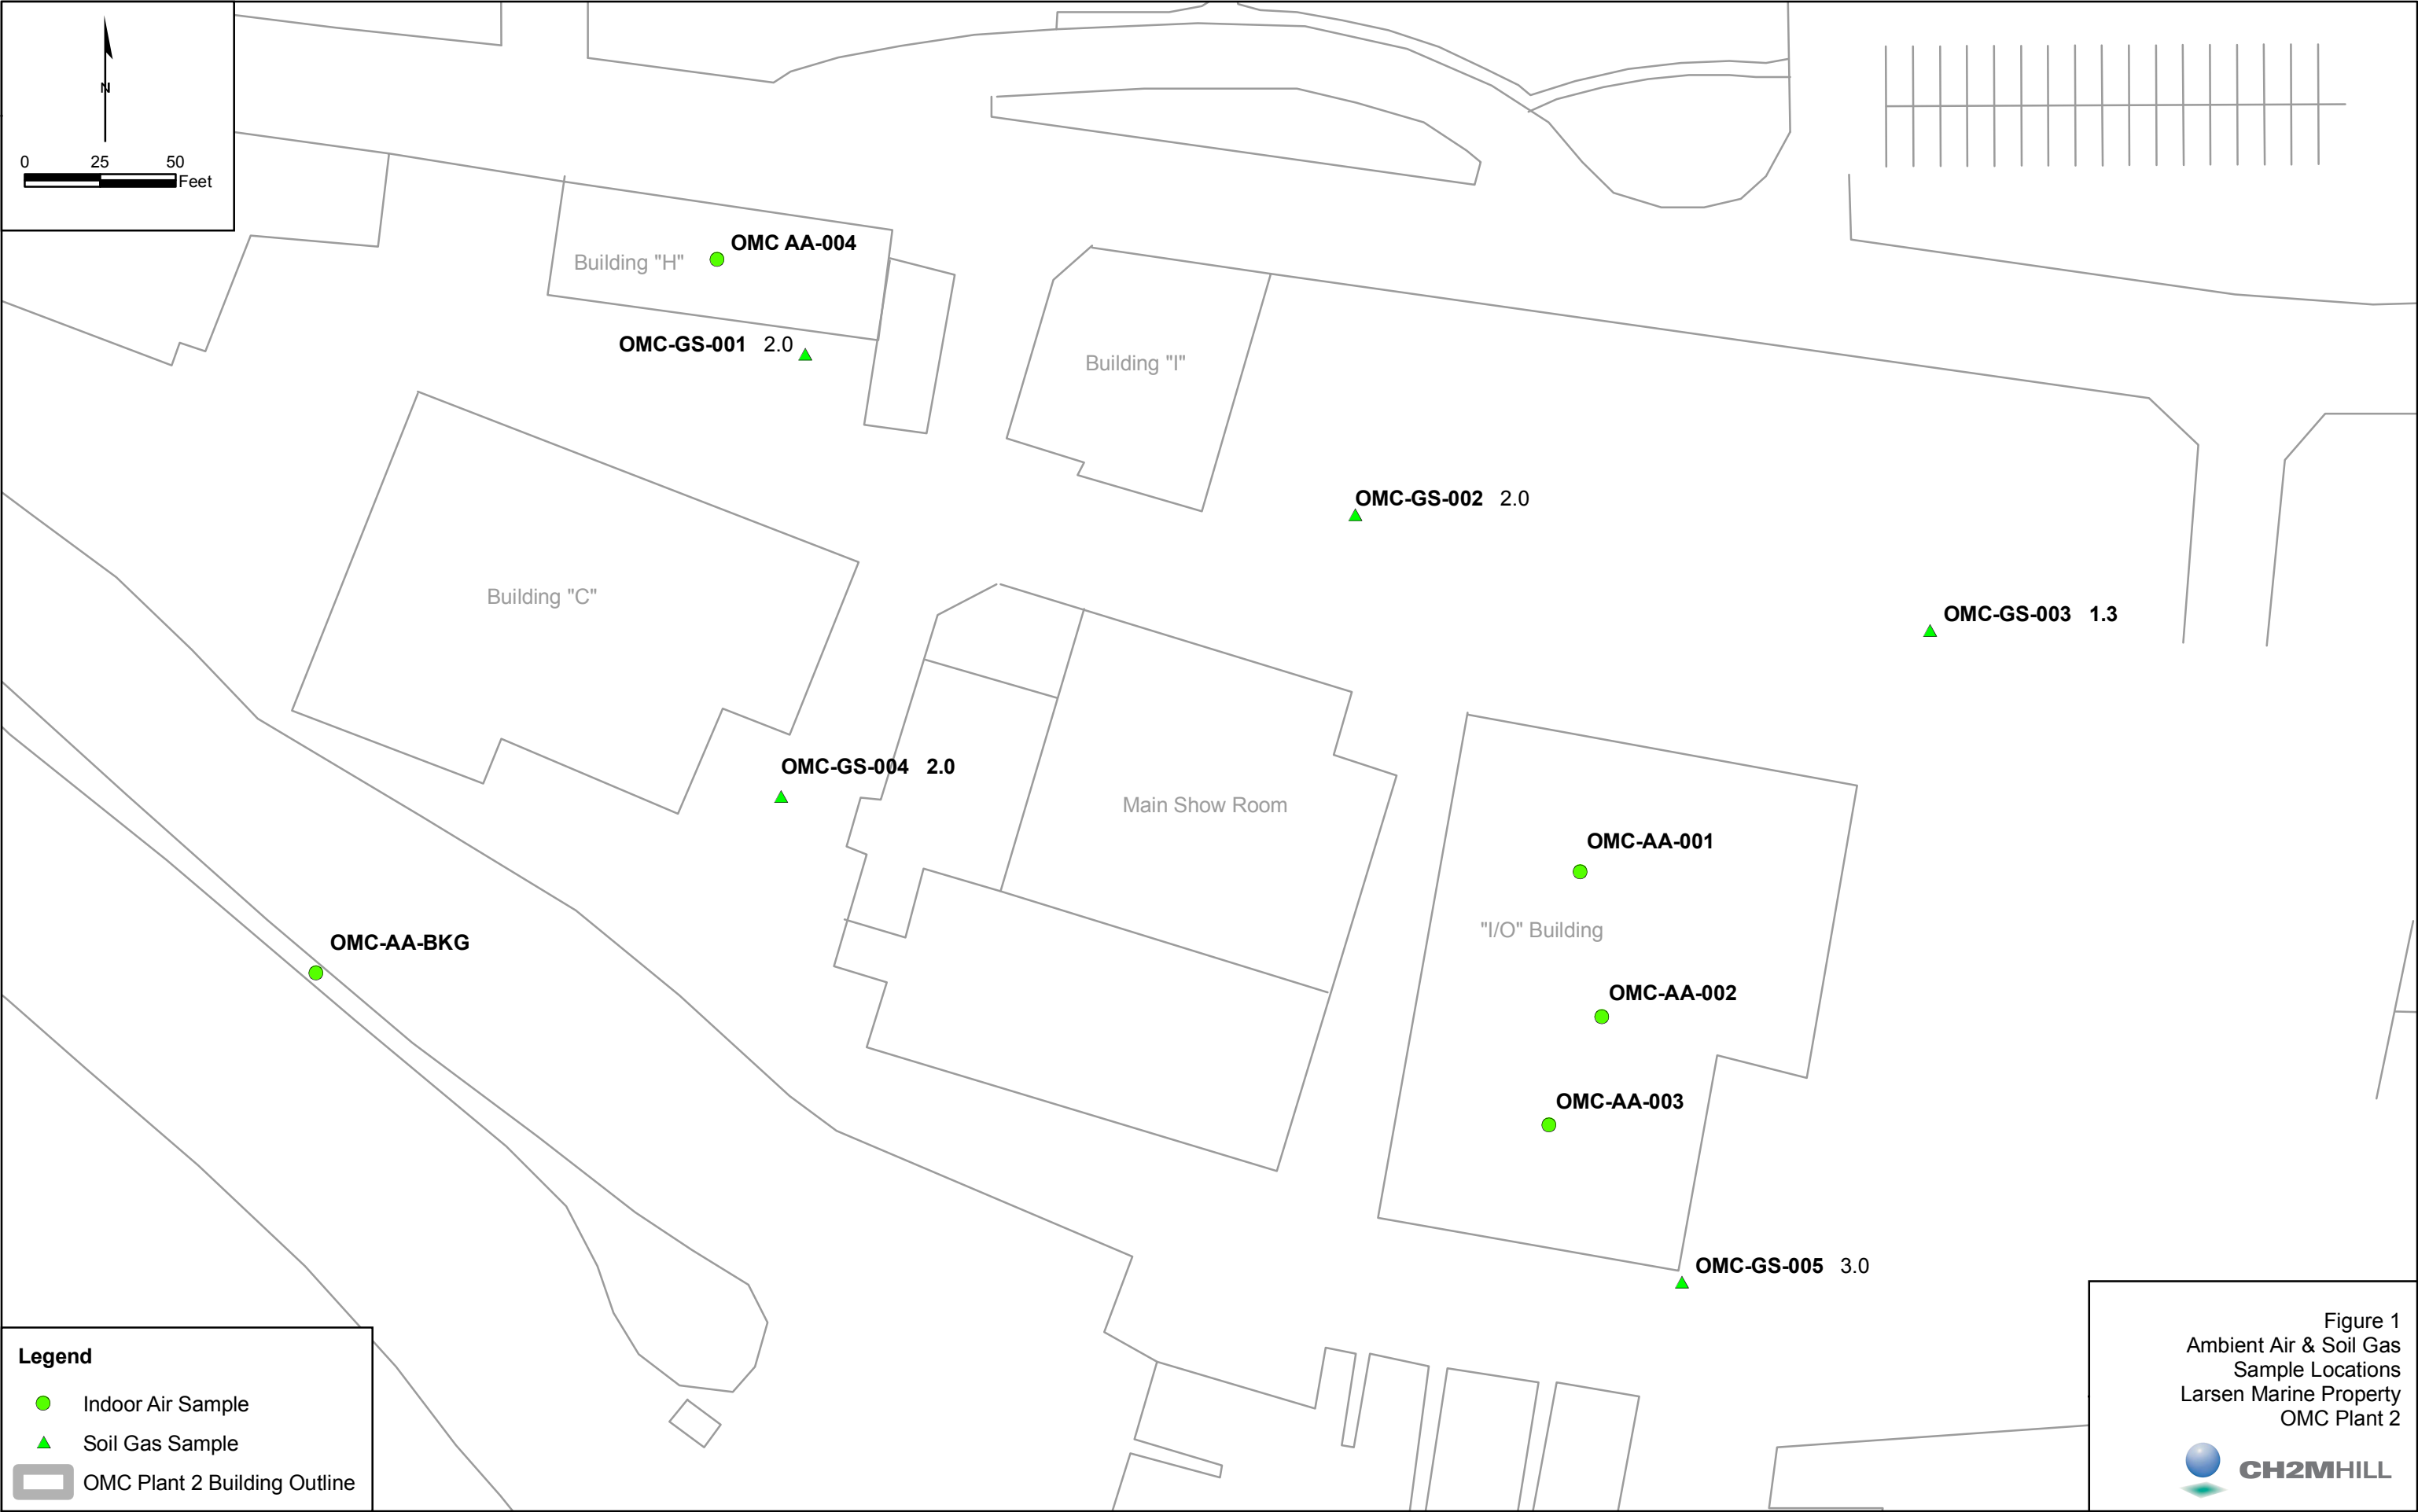 N
0 25 50
Feet
OMC AA-004
Building "H"
OMC-GS-001 2.0
Building "I"
OMC-GS-002 2.0
Building "C"
OMC-GS-003 1.3
OMC-GS-004 2.0
Main Show Room
OMC-AA-001
"I/O" Building
OMC-AA-BKG
OMC-AA-002
OMC-AA-003
OMC-GS-005 3.0
Legend
Indoor Air Sample
Soil Gas Sample
OMC Plant 2 Building Outline
Figure 1
Ambient Air & Soil Gas
Sample Locations
Larsen Marine Property
OMC Plant 2
CH2MHILL